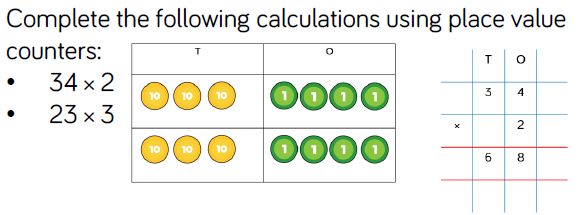 Complete the following calculations using place value
counters:
• 34 × 2
• 23 × 3
T O
10 10 10 1 1 1 1
10 10 10 1 1 1 1
T O
3 4
× 2
6 8